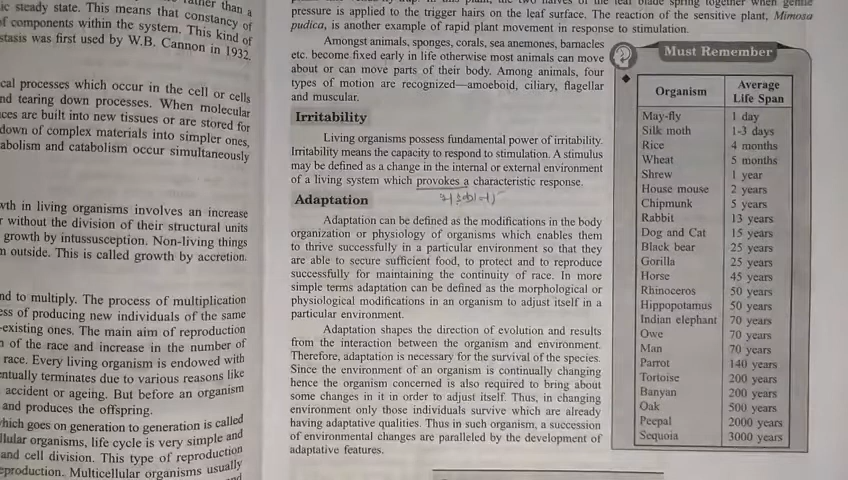 rather than a
ic steady state. This means that constancy of
of components within the system. This kind of
stasis was first used by W.B. Cannon in 1932.
cal processes which occur in the cell or cells
nd tearing down processes. When molecular
ces are built into new tissues or are stored for
down of complex materials into simpler ones,
abolism and catabolism occur simultaneously
wth in living organisms involves an increase
r without the division of their structural units
growth by intussusception. Non-living things
n outside. This is called growth by accretion.
nd to multiply. The process of multiplication
ess of producing new individuals of the same
-existing ones. The main aim of reproduction
n of the race and increase in the number of
race. Every living organism is endowed with
entually terminates due to various reasons like
accident or ageing. But before an organism
and produces the offspring.
which goes on generation to generation is called
llular organisms, life cycle is very simple and
and cell division. This type of reproduction
eproduction. Multicellular organisms usually
and
the two halves of the leaf blade spring together when gentle
pressure is applied to the trigger hairs on the leaf surface. The reaction of the sensitive plant, Mimosa
pudica, is another example of rapid plant movement in response to stimulation.
Amongst animals, sponges, corals, sea anemones, barnacles
etc. become fixed early in life otherwise most animals can move
about or can move parts of their body. Among animals, four
types of motion are recognized—amoeboid, ciliary, flagellar
and muscular.
Irritability
Living organisms possess fundamental power of irritability.
Irritability means the capacity to respond to stimulation. A stimulus
may be defined as a change in the internal or external environment
of a living system which provokes a characteristic response.
Adaptation
Adaptation can be defined as the modifications in the body
organization or physiology of organisms which enables them
to thrive successfully in a particular environment so that they
are able to secure sufficient food, to protect and to reproduce
successfully for maintaining the continuity of race. In more
simple terms adaptation can be defined as the morphological or
physiological modifications in an organism to adjust itself in a
particular environment.
Adaptation shapes the direction of evolution and results
from the interaction between the organism and environment.
Therefore, adaptation is necessary for the survival of the species.
Since the environment of an organism is continually changing
hence the organism concerned is also required to bring about
some changes in it in order to adjust itself. Thus, in changing
environment only those individuals survive which are already
having adaptative qualities. Thus in such organism, a succession
of environmental changes are paralleled by the development of
adaptative features.
Must Remember
Organism Average Life Span
May-fly 1 day
Silk moth 1-3 days
Rice 4 months
Wheat 5 months
Shrew 1 year
House mouse 2 years
Chipmunk 5 years
Rabbit 13 years
Dog and Cat 15 years
Black bear 25 years
Gorilla 25 years
Horse 45 years
Rhinoceros 50 years
Hippopotamus 50 years
Indian elephant 70 years
Owe 70 years
Man 70 years
Parrot 140 years
Tortoise 200 years
Banyan 200 years
Oak 500 years
Peepal 2000 years
Sequoia 3000 years